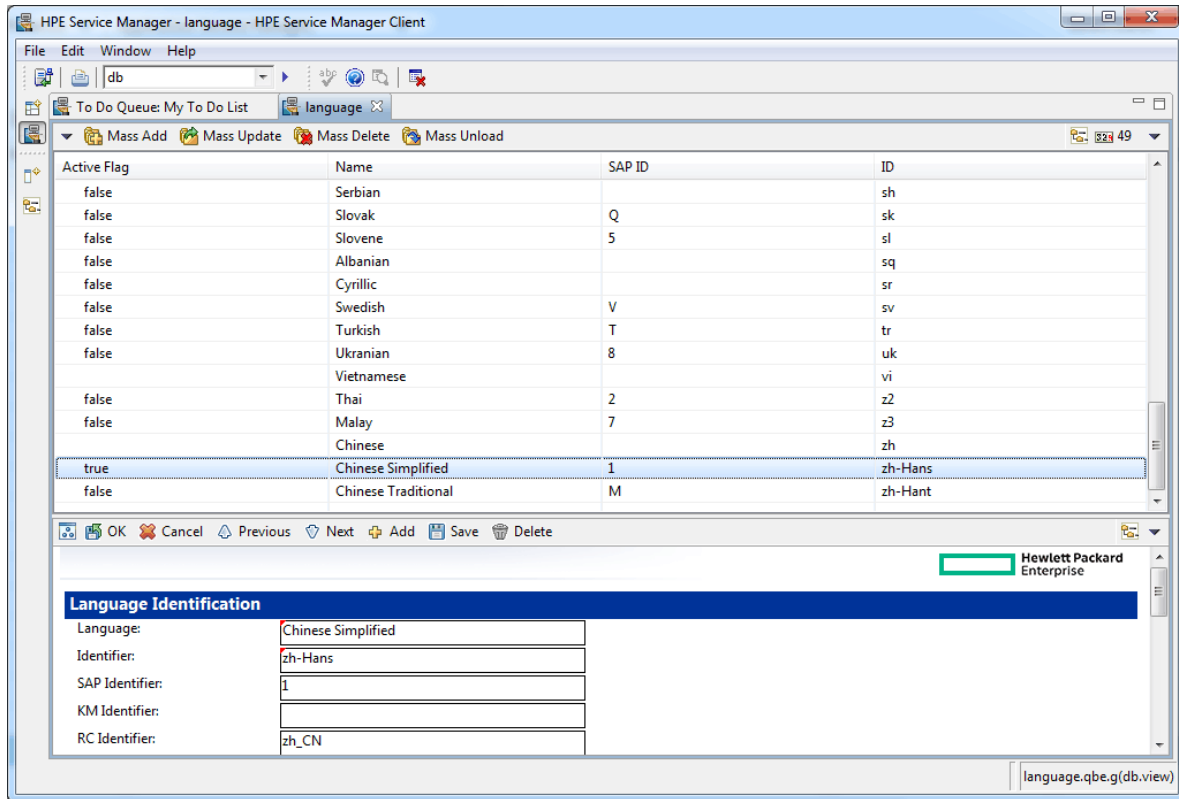 HPE Service Manager - language - HPE Service Manager Client
File Edit Window Help
db
To Do Queue: My To Do List language
Mass Add Mass Update Mass Delete Mass Unload 49
Active Flag Name SAP ID ID
false Serbian sh
false Slovak Q sk
false Slovene 5 sl
false Albanian sq
false Cyrillic sr
false Swedish V sv
false Turkish T tr
false Ukranian 8 uk
Vietnamese vi
false Thai 2 z2
false Malay 7 z3
Chinese zh
true Chinese Simplified 1 zh-Hans
false Chinese Traditional M zh-Hant
OK Cancel Previous Next Add Save Delete
Hewlett Packard
Enterprise
Language Identification
Language: Chinese Simplified
Identifier: zh-Hans
SAP Identifier: 1
KM Identifier:
RC Identifier: zh_CN
language.qbe.g(db.view)